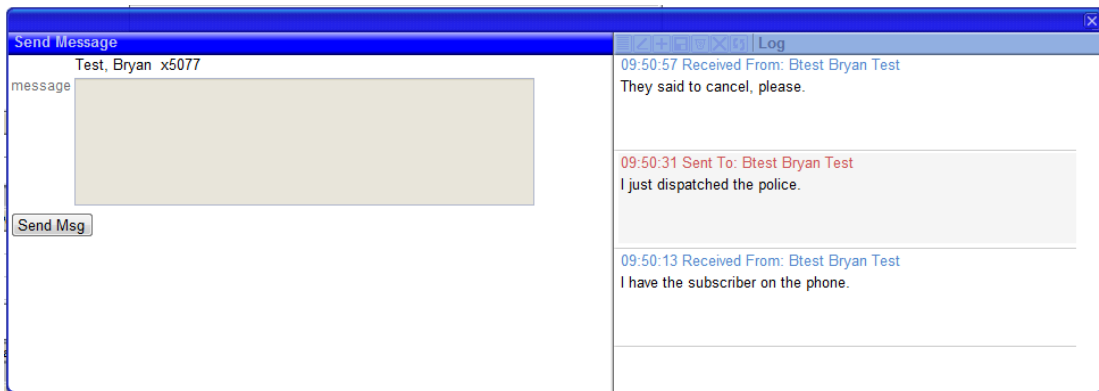 Send Message
Test, Bryan x5077
message
Send Msg
Log
09:50:57 Received From: Btest Bryan Test
They said to cancel, please.
09:50:31 Sent To: Btest Bryan Test
I just dispatched the police.
09:50:13 Received From: Btest Bryan Test
I have the subscriber on the phone.